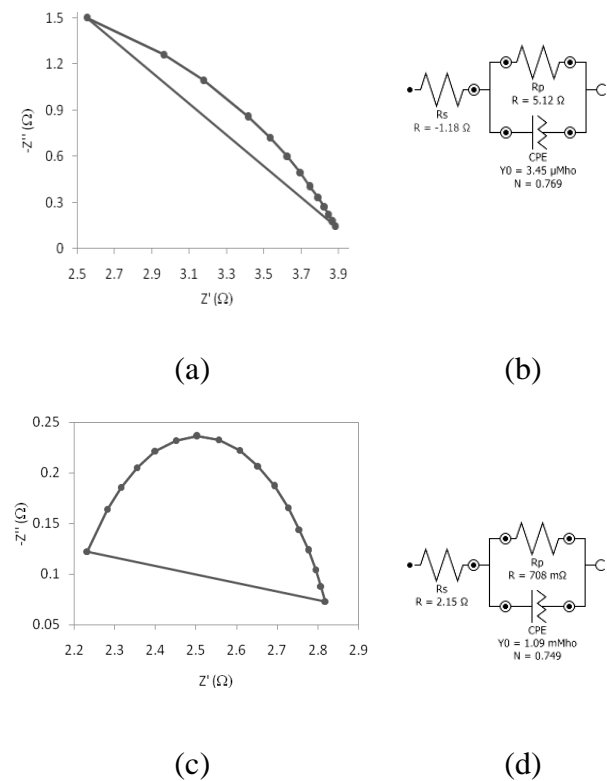 1.5
1.2
0.9
0.6
0.3
0
-Z'' (Ω)
2.5 2.7 2.9 3.1 3.3 3.5 3.7 3.9
Z' (Ω)
Rs
R = -1.18 Ω
Rp
R = 5.12 Ω
CPE
Y0 = 3.45 µMho
N = 0.769
(a)
(b)
0.25
0.2
0.15
0.1
0.05
-Z'' (Ω)
2.2 2.3 2.4 2.5 2.6 2.7 2.8 2.9
Z' (Ω)
Rs
R = 2.15 Ω
Rp
R = 708 mΩ
CPE
Y0 = 1.09 mMho
N = 0.749
(c)
(d)